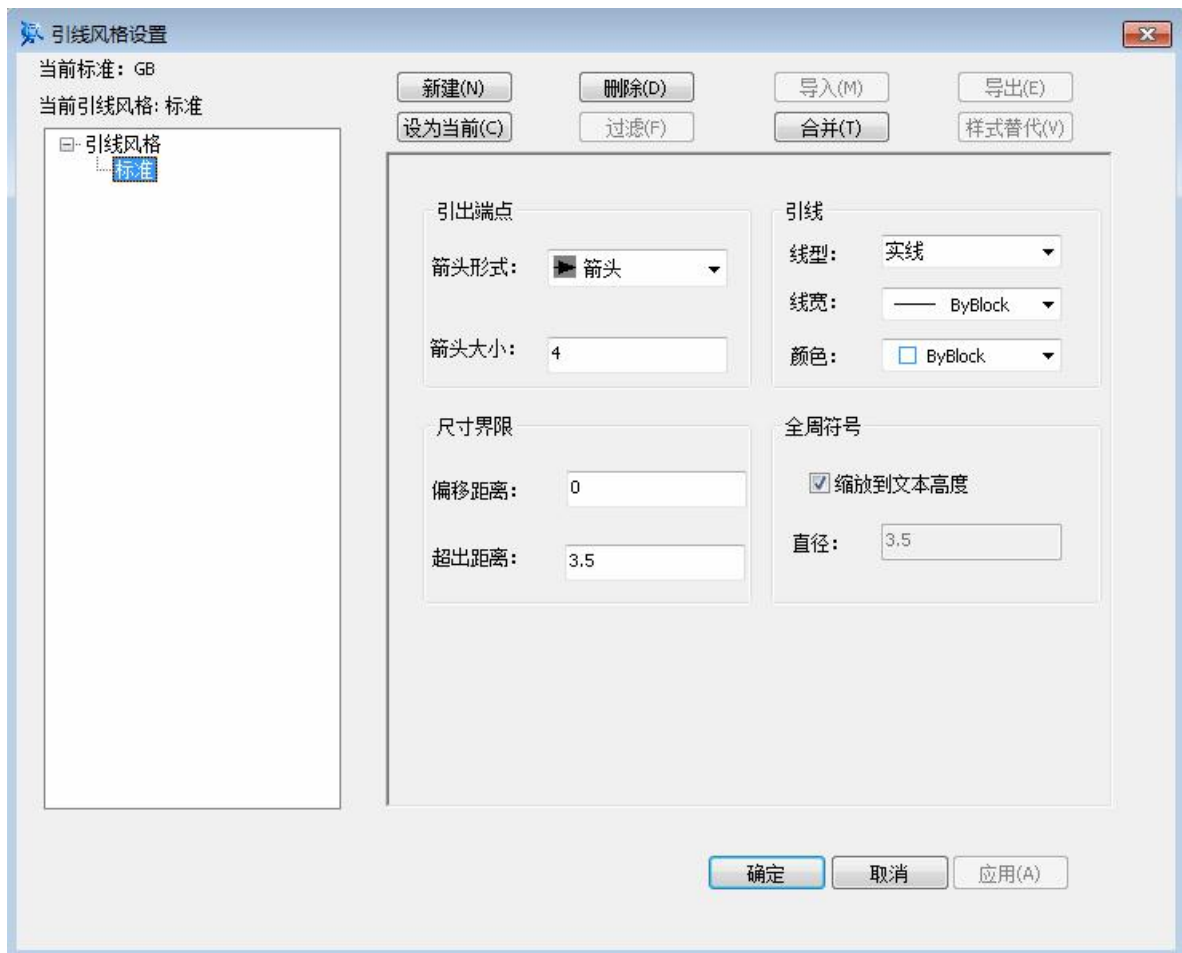 引线风格设置
当前标准：GB
当前引线风格:标准
新建(N) 删除(D) 导入(M) 导出(E)
设为当前(C) 过滤(F) 合并(T) 样式替代(V)
引线风格
标准
引出端点
箭头形式： 箭头
箭头大小： 4
引线
线型： 实线
线宽： ByBlock
颜色： ByBlock
尺寸界限
偏移距离： 0
超出距离： 3.5
全周符号
缩放到文本高度
直径： 3.5
确定 取消 应用(A)